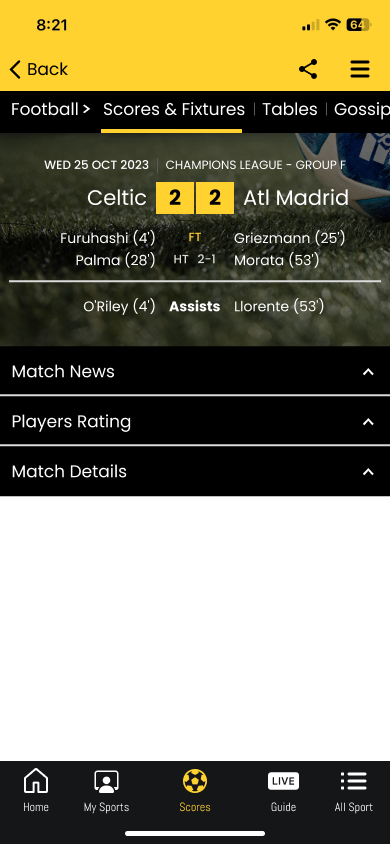 8:21
64
Back
Football > Scores & Fixtures | Tables | Gossip
WED 25 OCT 2023 | CHAMPIONS LEAGUE - GROUP F
Celtic 2 2 Atl Madrid
Furuhashi (4') FT Griezmann (25')
Palma (28') HT 2-1 Morata (53')
O'Riley (4') Assists Llorente (53')
Match News
Players Rating
Match Details
Home My Sports Scores LIVE Guide All Sport